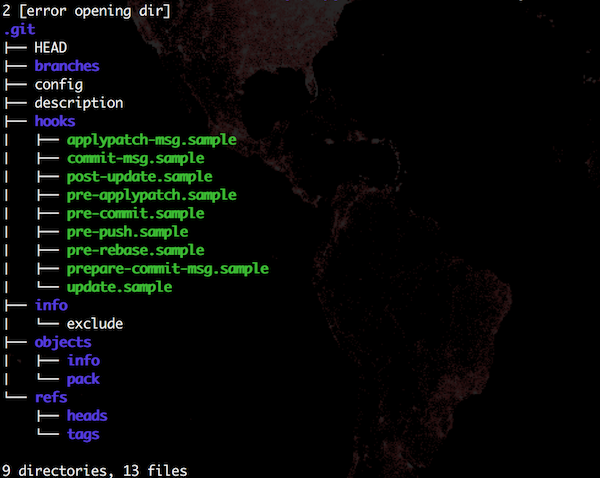 2 [error opening dir]
.git
├── HEAD
├── branches
├── config
├── description
├── hooks
│   ├── applypatch-msg.sample
│   ├── commit-msg.sample
│   ├── post-update.sample
│   ├── pre-applypatch.sample
│   ├── pre-commit.sample
│   ├── pre-push.sample
│   ├── pre-rebase.sample
│   ├── prepare-commit-msg.sample
│   └── update.sample
├── info
│   └── exclude
├── objects
│   ├── info
│   └── pack
└── refs
    ├── heads
    └── tags

9 directories, 13 files